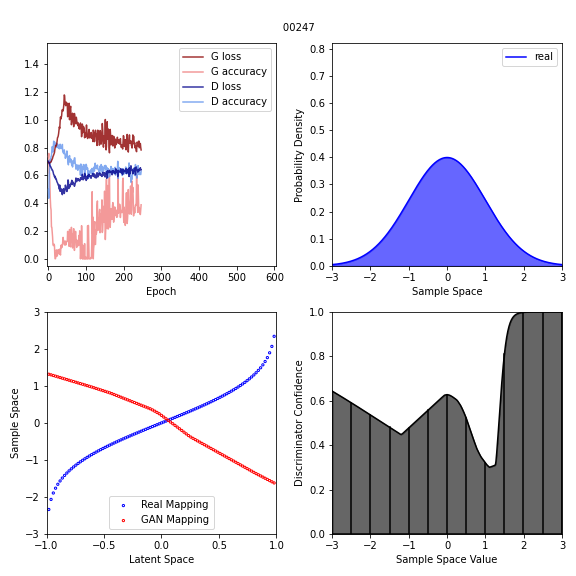 00247
1.4
1.2
1.0
0.8
0.6
0.4
0.2
0.0
0 100 200 300 400 500 600
Epoch
G loss
G accuracy
D loss
D accuracy
0.8
0.7
0.6
0.5
0.4
0.3
0.2
0.1
0.0
Probability Density
−3 −2 −1 0 1 2 3
Sample Space
real
3
2
1
0
−1
−2
−3
Sample Space
−1.0 −0.5 0.0 0.5 1.0
Latent Space
Real Mapping
GAN Mapping
1.0
0.8
0.6
0.4
0.2
0.0
Discriminator Confidence
−3 −2 −1 0 1 2 3
Sample Space Value